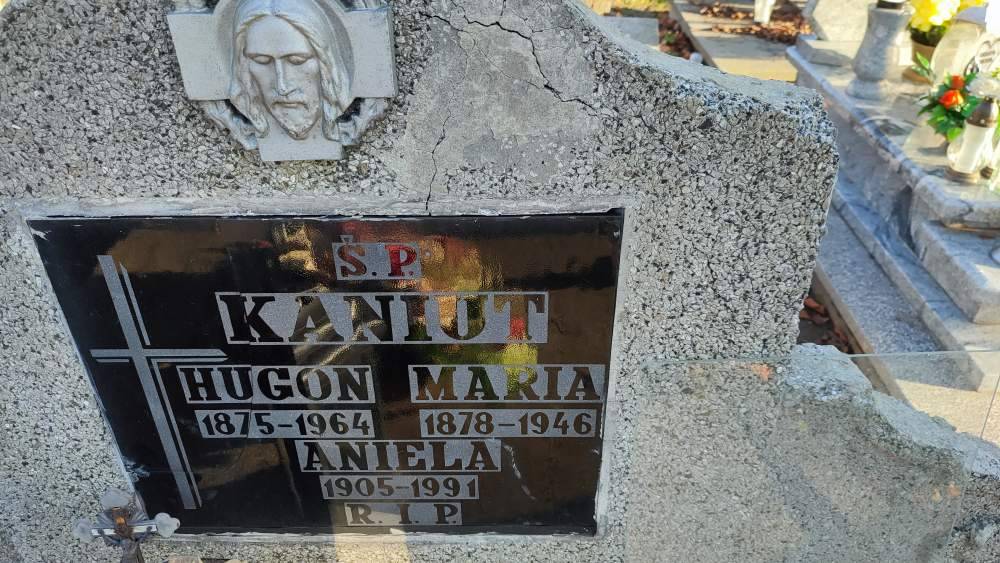 Ś. P.
KANIUT
HUGON MARIA
1875-1964 1878-1946
ANIELA
1905-1991
R. I. P.